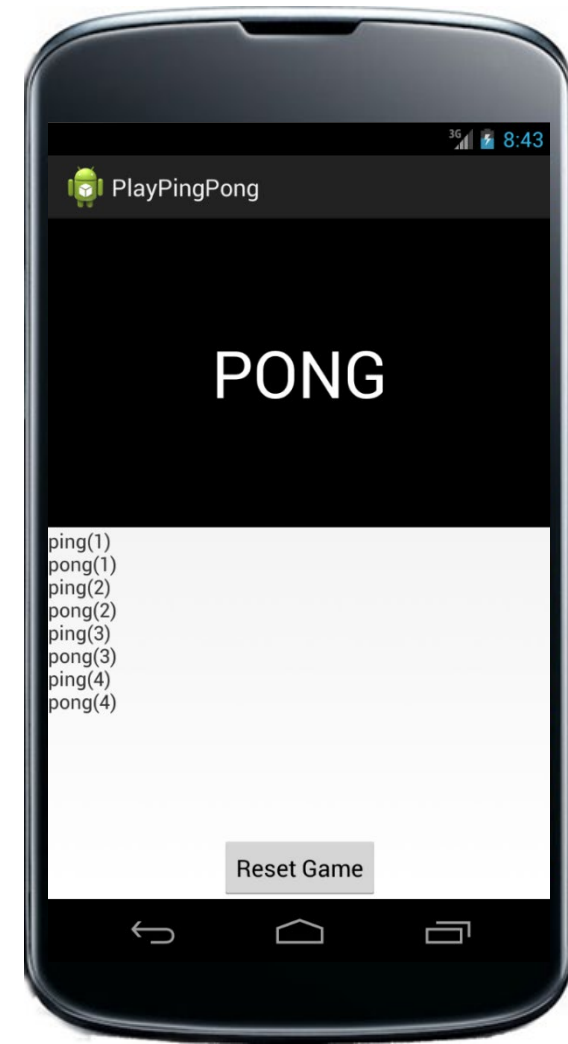 3G 8:43
PlayPingPong
PONG
ping(1)
pong(1)
ping(2)
pong(2)
ping(3)
pong(3)
ping(4)
pong(4)
Reset Game